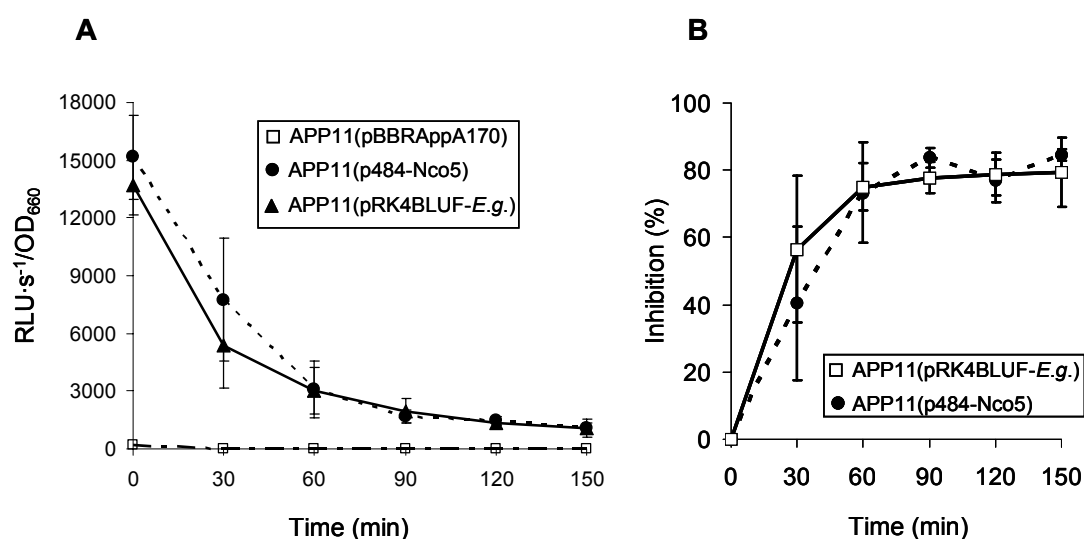 A
18000
15000
12000
9000
6000
3000
0
RLU·s⁻¹/OD₆₆₀
0 30 60 90 120 150
Time (min)
APP11(pBBRAppA170)
APP11(p484-Nco5)
APP11(pRK4BLUF-E.g.)
B
100
80
60
40
20
0
Inhibition (%)
0 30 60 90 120 150
Time (min)
APP11(pRK4BLUF-E.g.)
APP11(p484-Nco5)